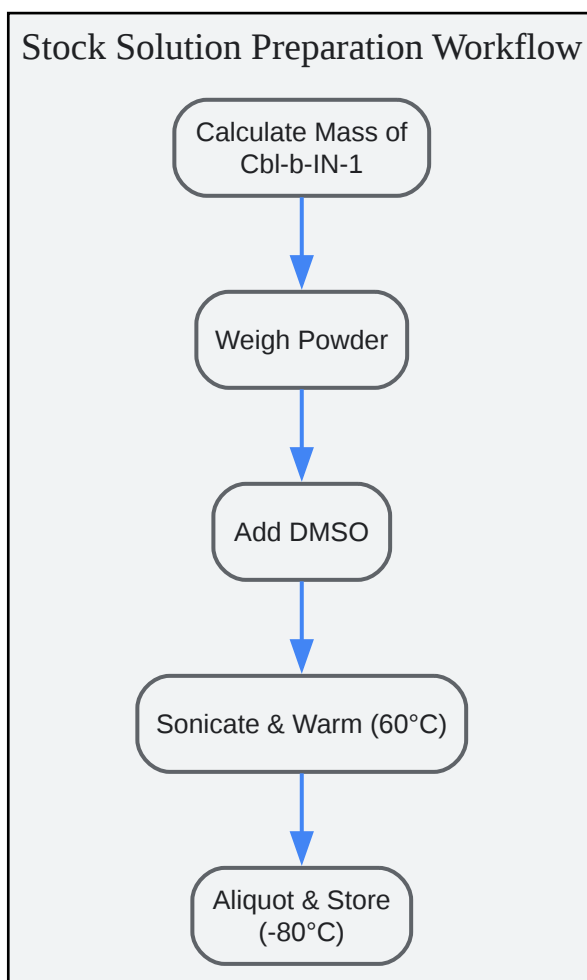 Stock Solution Preparation Workflow
Calculate Mass of
Cbl-b-IN-1
Weigh Powder
Add DMSO
Sonicate & Warm (60°C)
Aliquot & Store
(-80°C)